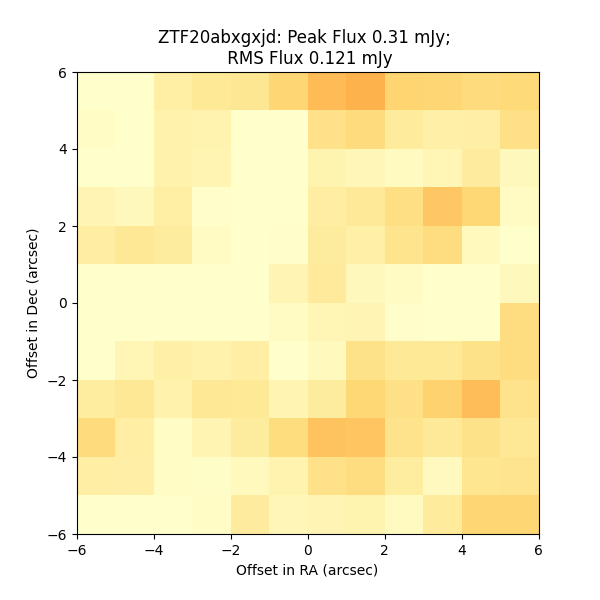 ZTF20abxgxjd: Peak Flux 0.31 mJy;
RMS Flux 0.121 mJy
6
4
2
0
−2
−4
−6
Offset in Dec (arcsec)
−6 −4 −2 0 2 4 6
Offset in RA (arcsec)